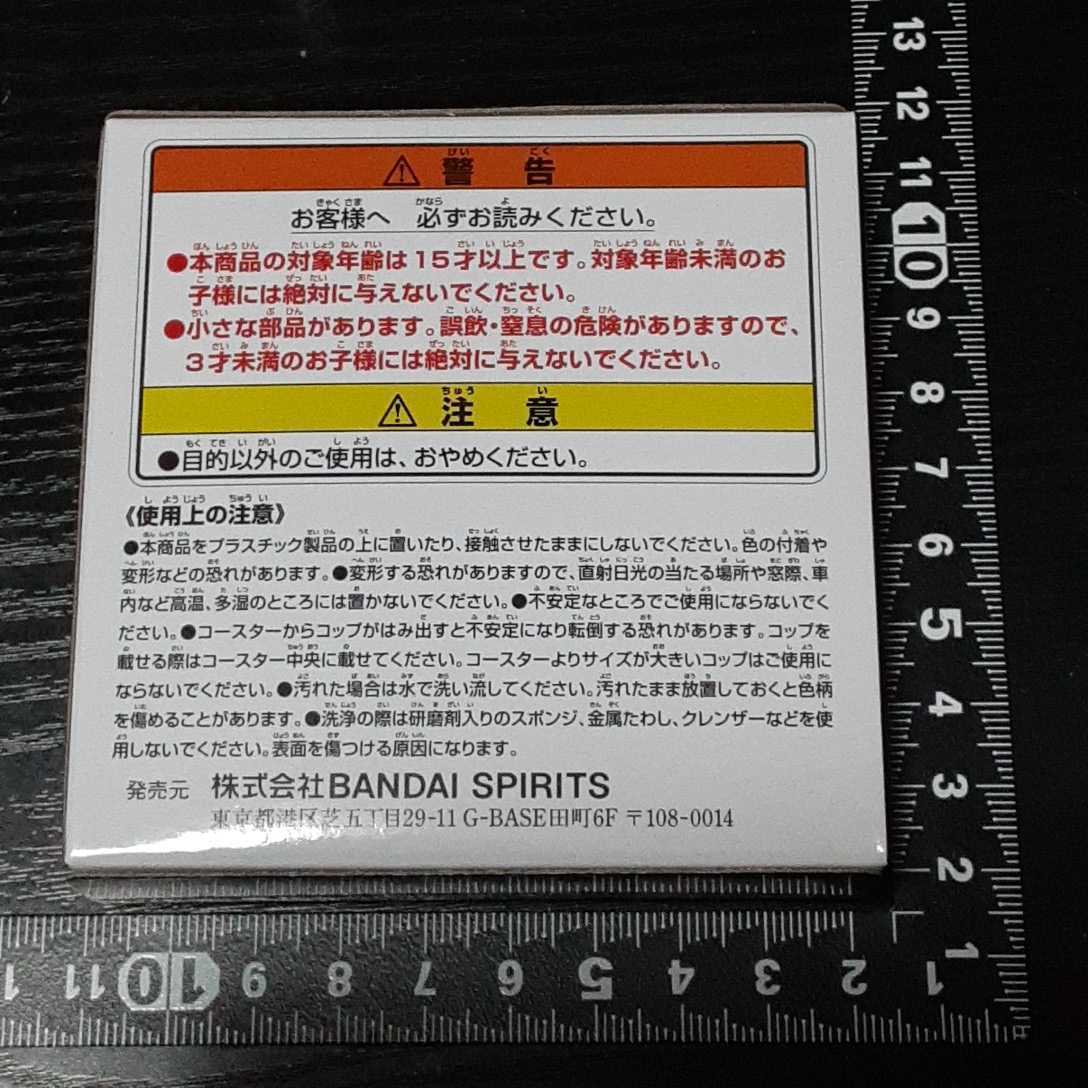 ⚠ 警告
お客様へ 必ずお読みください。
●本商品の対象年齢は15才以上です。対象年齢未満のお
子様には絶対に与えないでください。
●小さな部品があります。誤飲・窒息の危険がありますので、
3才未満のお子様には絶対に与えないでください。
⚠ 注意
●目的以外のご使用は、おやめください。
《使用上の注意》
●本商品をプラスチック製品の上に置いたり、接触させたままにしないでください。色の付着や
変形などの恐れがあります。●変形する恐れがありますので、直射日光の当たる場所や窓際、車
内など高温、多湿のところには置かないでください。●不安定なところでご使用にならないでく
ださい。●コースターからコップがはみ出すと不安定になり転倒する恐れがあります。コップを
載せる際はコースター中央に載せてください。コースターよりサイズが大きいコップはご使用に
ならないでください。●汚れた場合は水で洗い流してください。汚れたまま放置しておくと色柄
を傷めることがあります。●洗浄の際は研磨剤入りのスポンジ、金属たわし、クレンザーなどを使
用しないでください。表面を傷つける原因になります。
発売元 株式会社BANDAI SPIRITS
東京都港区芝五丁目29-11 G-BASE田町6F 〒108-0014
13
12
11
10
9
8
7
6
5
4
3
2
1
11 10 9 8 7 6 5 4 3 2 1